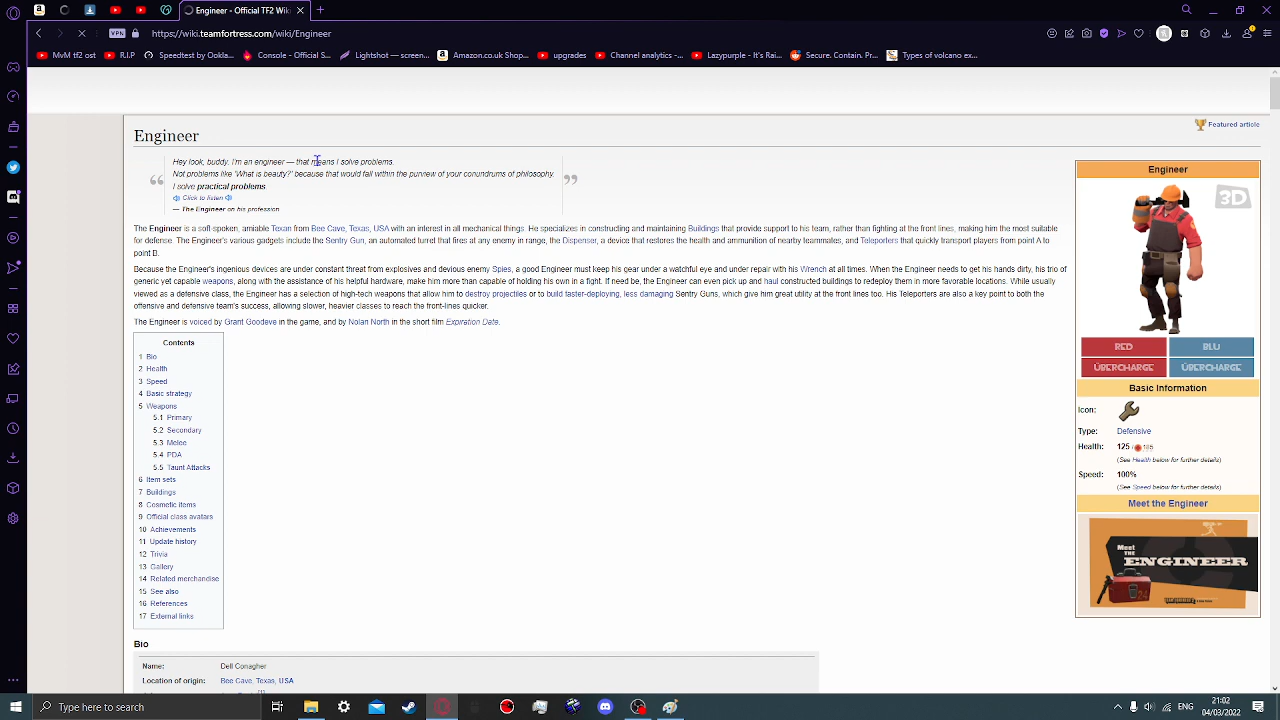 Engineer - Official TF2 Wiki
VPN
https://wiki.teamfortress.com/wiki/Engineer
MvM tf2 ost
R.I.P
Speedtest by Ookla...
Console - Official S...
Lightshot — screen...
Amazon.co.uk Shop...
upgrades
Channel analytics -...
Lazypurple - It's Rai...
Secure. Contain. Pr...
Types of volcano ex...
Featured article
Engineer
Hey look, buddy. I'm an engineer — that means I solve problems.
Not problems like 'What is beauty?' because that would fall within the purview of your conundrums of philosophy.
I solve practical problems.
Click to listen
— The Engineer on his profession
The Engineer is a soft-spoken, amiable Texan from Bee Cave, Texas, USA with an interest in all mechanical things. He specializes in constructing and maintaining Buildings that provide support to his team, rather than fighting at the front lines, making him the most suitable
for defense. The Engineer's various gadgets include the Sentry Gun, an automated turret that fires at any enemy in range, the Dispenser, a device that restores the health and ammunition of nearby teammates, and Teleporters that quickly transport players from point A to
point B.
Because the Engineer's ingenious devices are under constant threat from explosives and devious enemy Spies, a good Engineer must keep his gear under a watchful eye and under repair with his Wrench at all times. When the Engineer needs to get his hands dirty, his trio of
generic yet capable weapons, along with the assistance of his helpful hardware, make him more than capable of holding his own in a fight. If need be, the Engineer can even pick up and haul constructed buildings to redeploy them in more favorable locations. While usually
viewed as a defensive class, the Engineer has a selection of high-tech weapons that allow him to destroy projectiles or to build faster-deploying, less damaging Sentry Guns, which give him great utility at the front lines too. His Teleporters are also a key point to both the
offensive and defensive team's success, allowing slower, heavier classes to reach the front-lines quicker.
The Engineer is voiced by Grant Goodeve in the game, and by Nolan North in the short film Expiration Date.
Contents
1 Bio
2 Health
3 Speed
4 Basic strategy
5 Weapons
5.1 Primary
5.2 Secondary
5.3 Melee
5.4 PDA
5.5 Taunt Attacks
6 Item sets
7 Buildings
8 Cosmetic items
9 Official class avatars
10 Achievements
11 Update history
12 Trivia
13 Gallery
14 Related merchandise
15 See also
16 References
17 External links
Bio
Name: Dell Conagher
Location of origin: Bee Cave, Texas, USA
Engineer
3D
RED
BLU
ÜBERCHARGE
ÜBERCHARGE
Basic Information
Icon:
Type: Defensive
Health: 125 / 185
(See Health below for further details)
Speed: 100%
(See Speed below for further details)
Meet the Engineer
Meet
THE
ENGINEER
Type here to search
ENG
21:02
04/03/2022